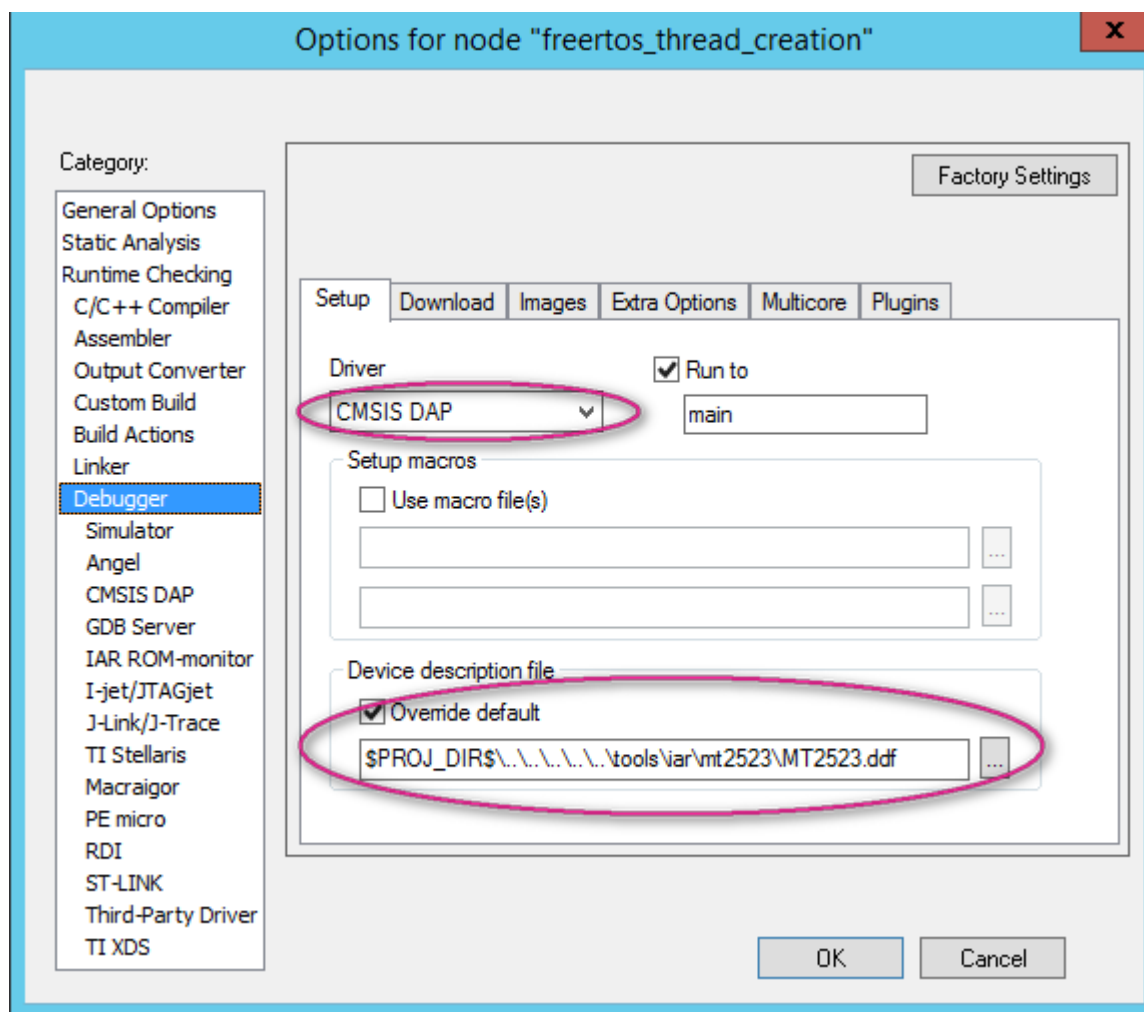 Options for node "freertos_thread_creation"
x
Category:
General Options
Static Analysis
Runtime Checking
C/C++ Compiler
Assembler
Output Converter
Custom Build
Build Actions
Linker
Debugger
Simulator
Angel
CMSIS DAP
GDB Server
IAR ROM-monitor
I-jet/JTAGjet
J-Link/J-Trace
TI Stellaris
Macraigor
PE micro
RDI
ST-LINK
Third-Party Driver
TI XDS
Factory Settings
Setup Download Images Extra Options Multicore Plugins
Driver
Run to
CMSIS DAP
main
Setup macros
Use macro file(s)
...
...
Device description file
Override default
$PROJ_DIR$\..\..\..\..\..\tools\iar\mt2523\MT2523.ddf
...
OK Cancel